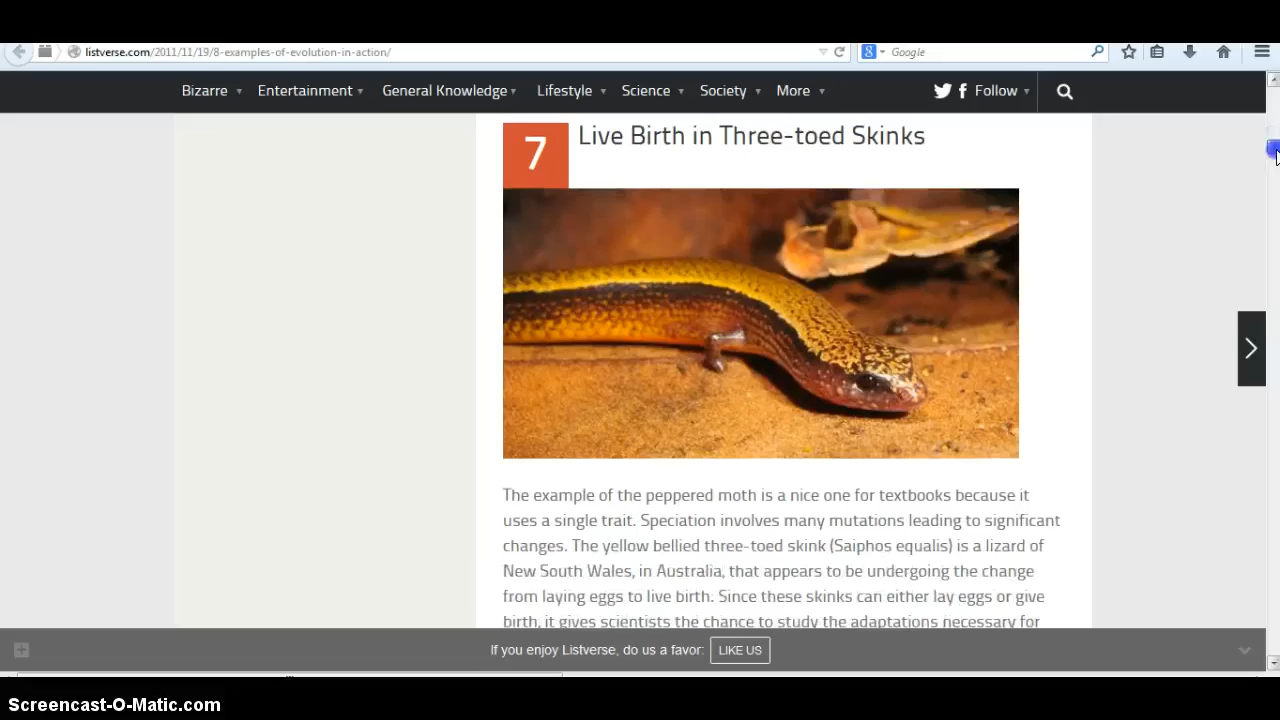 listverse.com/2011/11/19/8-examples-of-evolution-in-action/
Google
Bizarre Entertainment General Knowledge Lifestyle Science Society More Follow
7 Live Birth in Three-toed Skinks
The example of the peppered moth is a nice one for textbooks because it
uses a single trait. Speciation involves many mutations leading to significant
changes. The yellow bellied three-toed skink (Saiphos equalis) is a lizard of
New South Wales, in Australia, that appears to be undergoing the change
from laying eggs to live birth. Since these skinks can either lay eggs or give
birth, it gives scientists the chance to study the adaptations necessary for
If you enjoy Listverse, do us a favor: LIKE US
Screencast-O-Matic.com